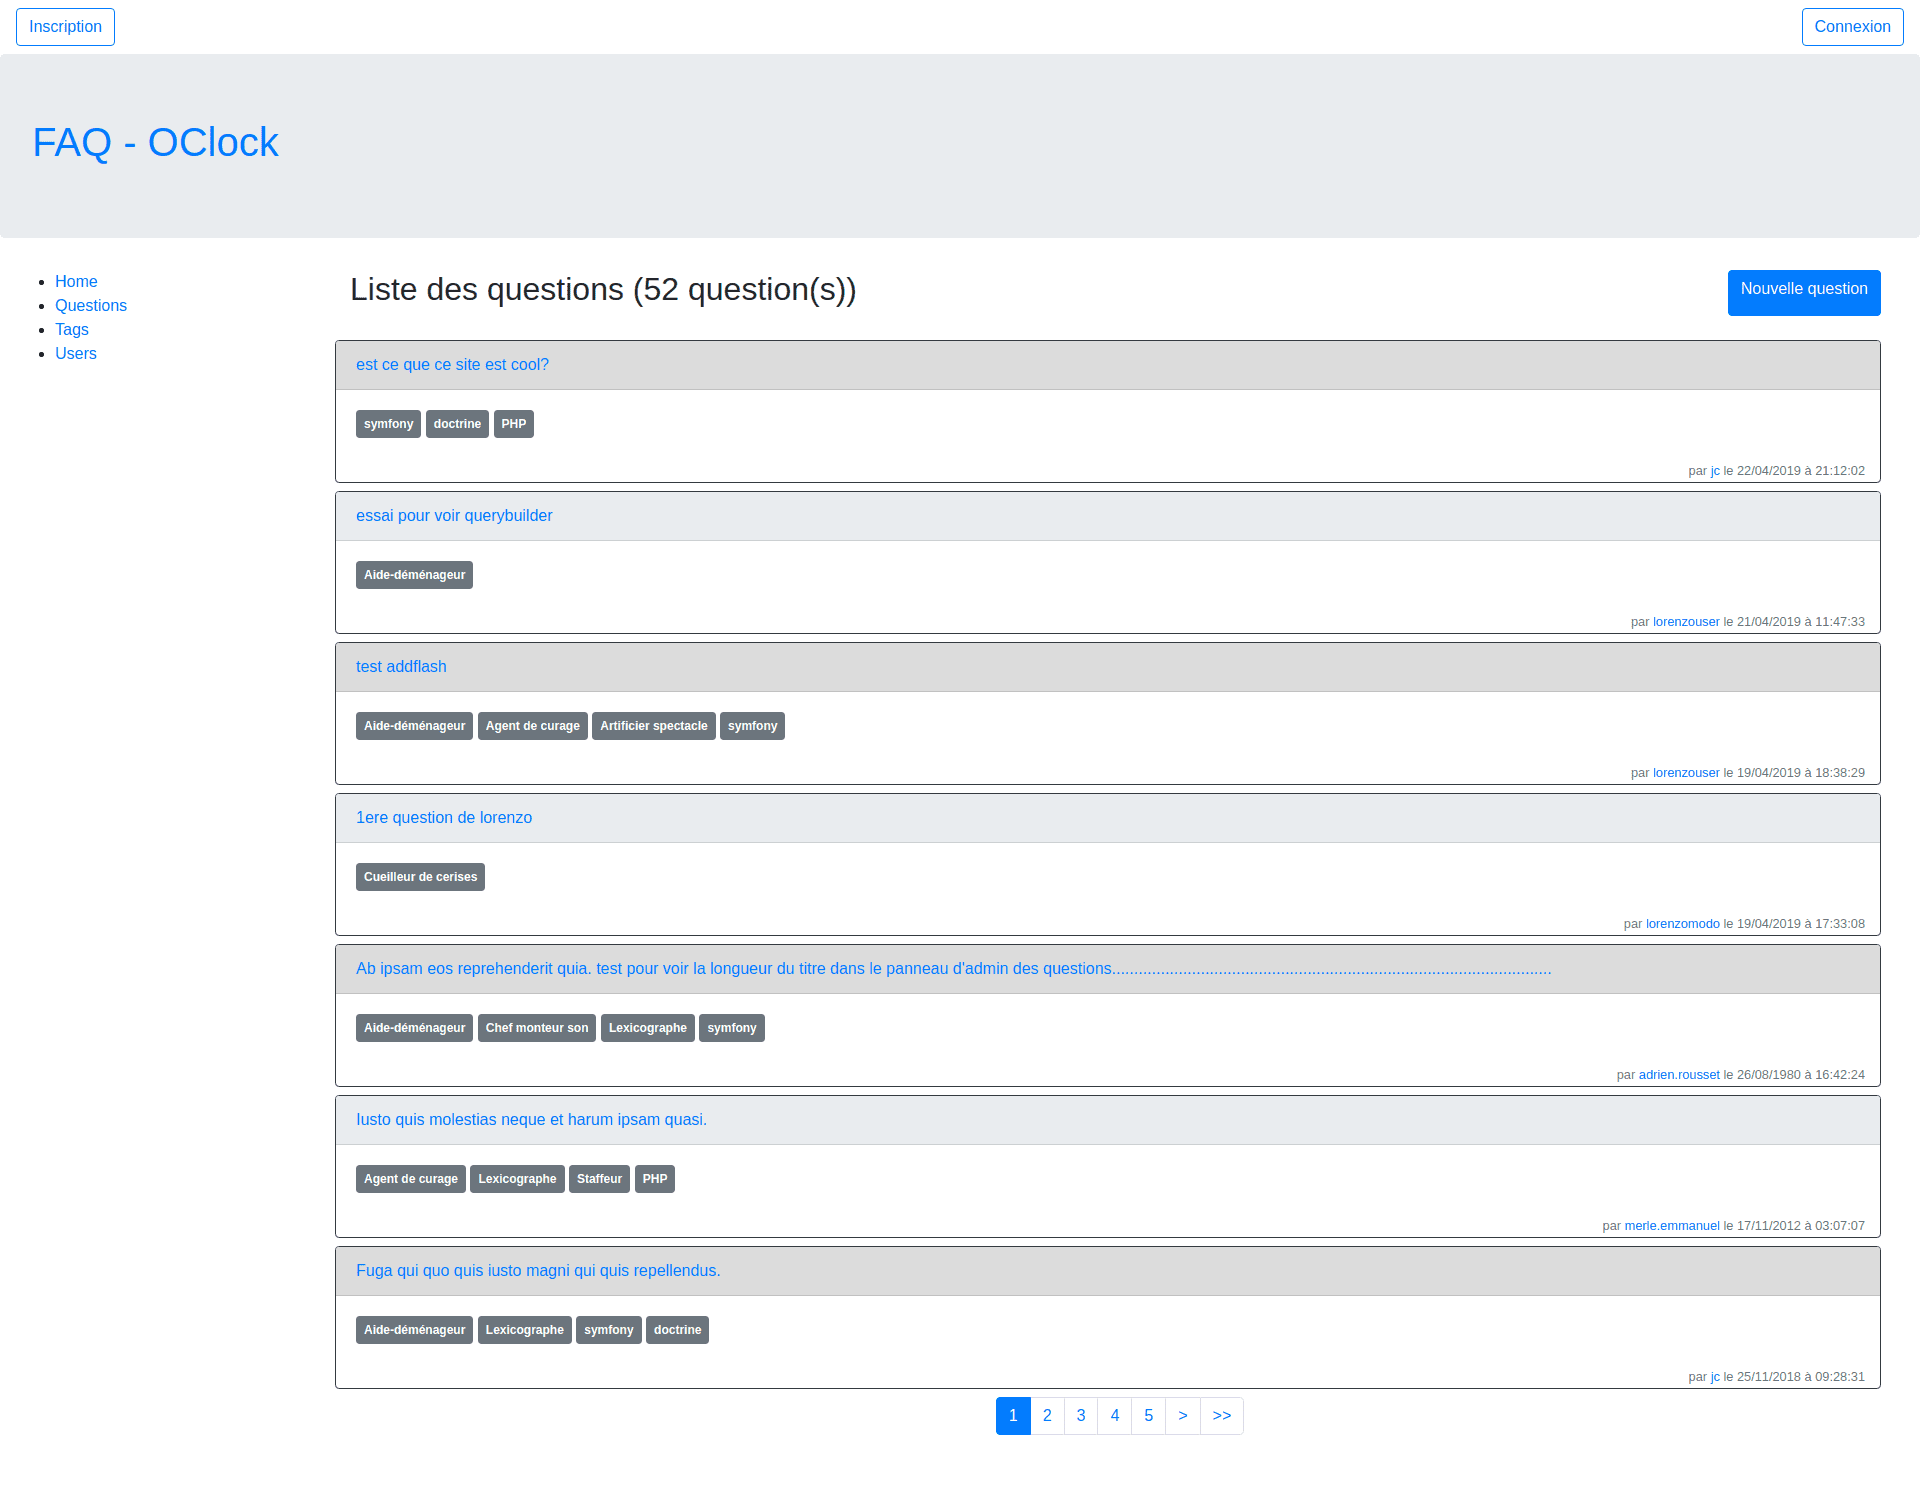 Inscription
Connexion
FAQ - OClock
Home
Questions
Tags
Users
Liste des questions (52 question(s))
Nouvelle question
est ce que ce site est cool?
symfony doctrine PHP
par jc le 22/04/2019 à 21:12:02
essai pour voir querybuilder
Aide-déménageur
par lorenzouser le 21/04/2019 à 11:47:33
test addflash
Aide-déménageur Agent de curage Artificier spectacle symfony
par lorenzouser le 19/04/2019 à 18:38:29
1ere question de lorenzo
Cueilleur de cerises
par lorenzomodo le 19/04/2019 à 17:33:08
Ab ipsam eos reprehenderit quia. test pour voir la longueur du titre dans le panneau d'admin des questions...................................................................................................
Aide-déménageur Chef monteur son Lexicographe symfony
par adrien.rousset le 26/08/1980 à 16:42:24
Iusto quis molestias neque et harum ipsam quasi.
Agent de curage Lexicographe Staffeur PHP
par merle.emmanuel le 17/11/2012 à 03:07:07
Fuga qui quo quis iusto magni qui quis repellendus.
Aide-déménageur Lexicographe symfony doctrine
par jc le 25/11/2018 à 09:28:31
1 2 3 4 5 > >>